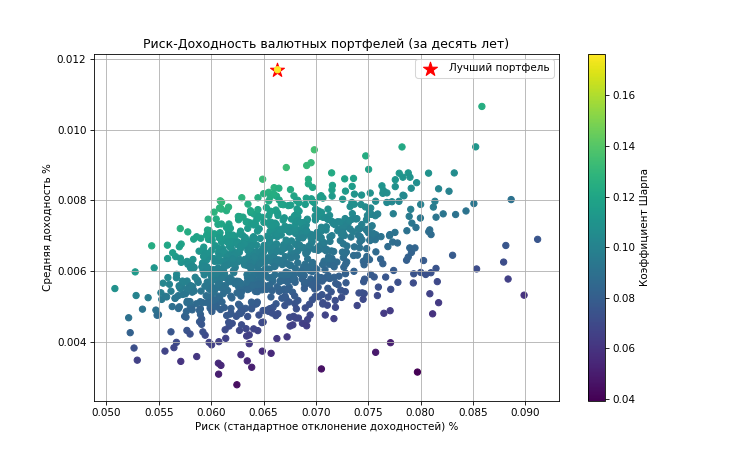 Риск-Доходность валютных портфелей (за десять лет)
Лучший портфель
Средняя доходность %
0.012
0.010
0.008
0.006
0.004
0.050 0.055 0.060 0.065 0.070 0.075 0.080 0.085 0.090
Риск (стандартное отклонение доходностей) %
0.16
0.14
0.12
0.10
0.08
0.06
0.04
Коэффициент Шарпа